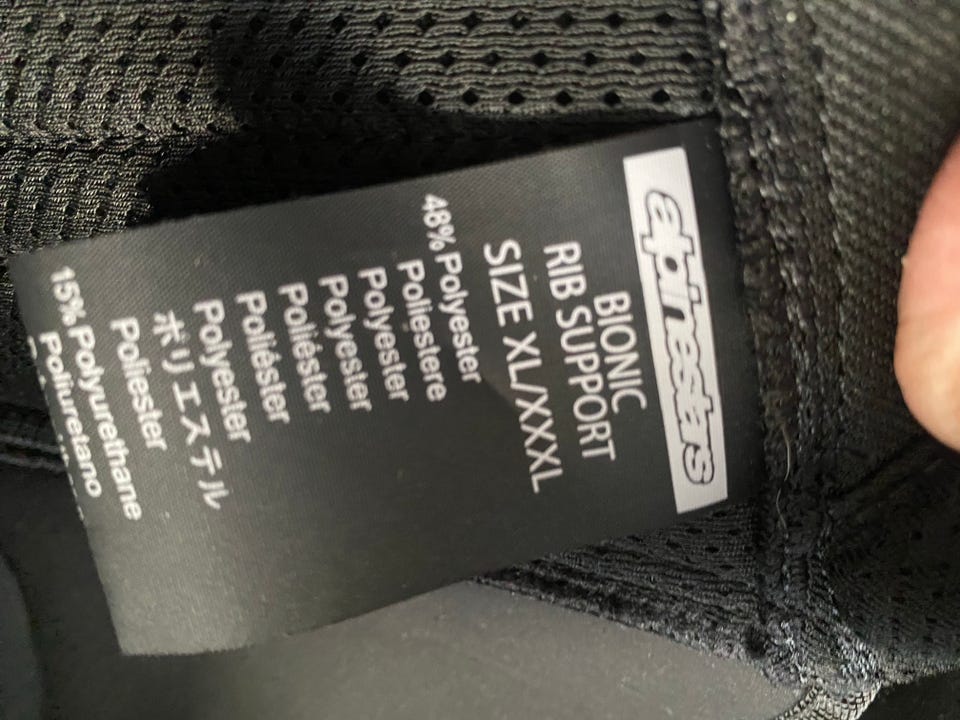 alpinestars
BIONIC
RIB SUPPORT
SIZE XL/XXXL
48% Polyester
Poliestere
Polyester
Polyester
Poliéster
Poliéster
Polyester
ポリエステル
Poliester
15% Polyurethane
Poliuretano